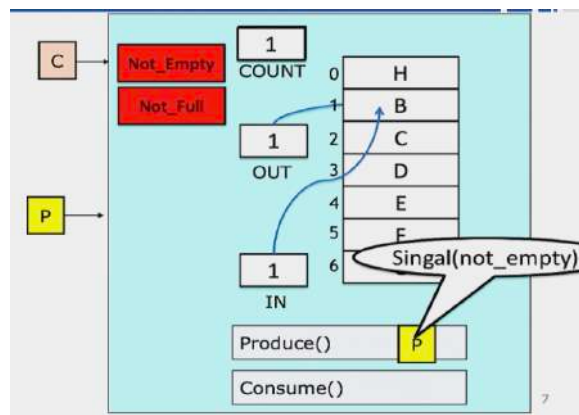 C
Not_Empty
1
COUNT
0
H
Not_Full
1
B
1
OUT
2
C
3
D
P
4
E
5
1
IN
6
Singal(not_empty)
Produce()
P
Consume()
7